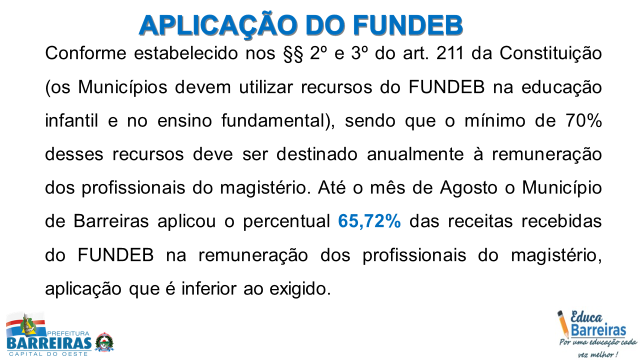 APLICAÇÃO DO FUNDEB
Conforme estabelecido nos §§ 2º e 3º do art. 211 da Constituição
(os Municípios devem utilizar recursos do FUNDEB na educação
infantil e no ensino fundamental), sendo que o mínimo de 70%
desses recursos deve ser destinado anualmente à remuneração
dos profissionais do magistério. Até o mês de Agosto o Município
de Barreiras aplicou o percentual 65,72% das receitas recebidas
do FUNDEB na remuneração dos profissionais do magistério,
aplicação que é inferior ao exigido.
PREFEITURA
BARREIRAS
CAPITAL DO OESTE
Educa
Barreiras
Por uma educação cada
vez melhor !